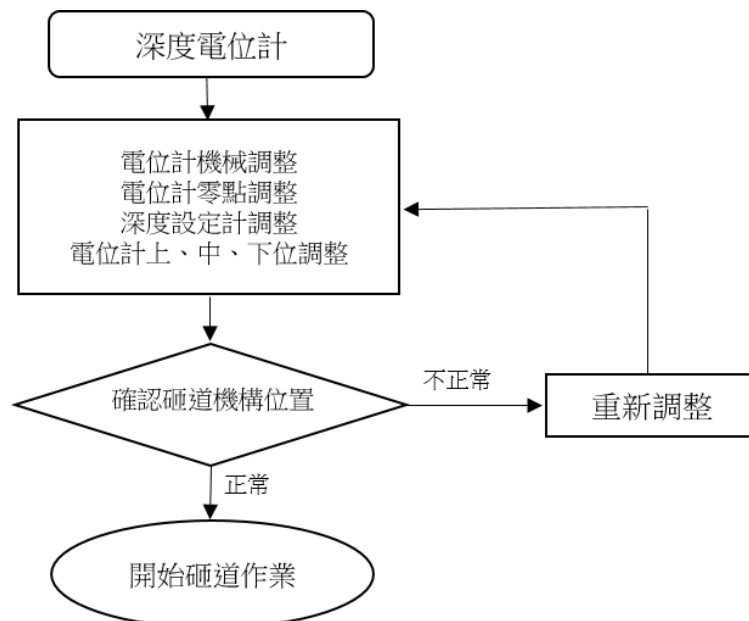 深度電位計
電位計機械調整
電位計零點調整
深度設定計調整
電位計上、中、下位調整
確認砸道機構位置
不正常
重新調整
正常
開始砸道作業